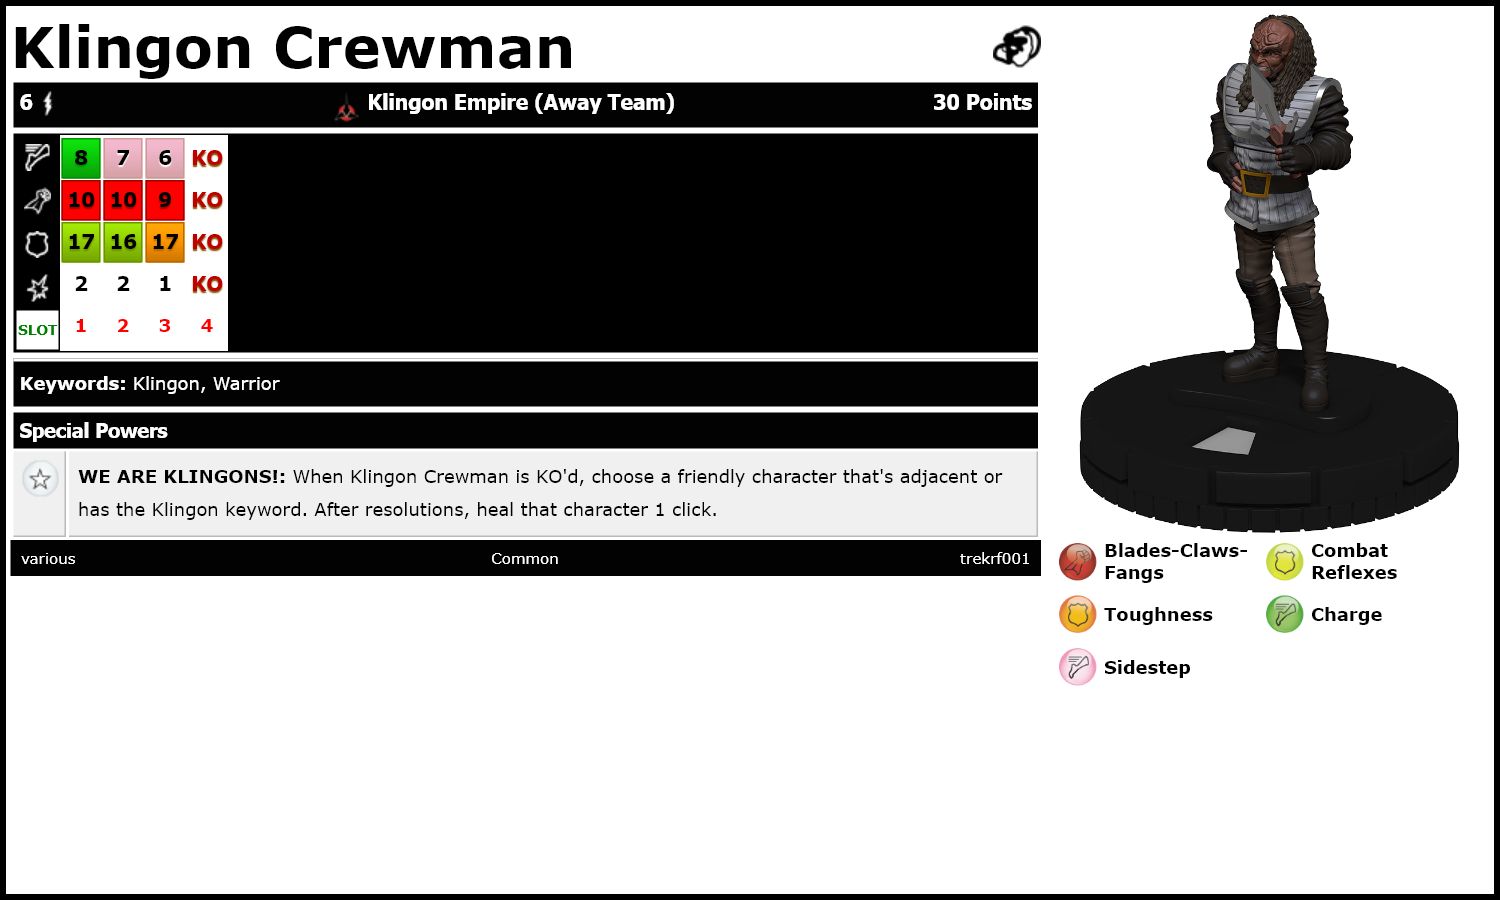 Klingon Crewman
6 Klingon Empire (Away Team) 30 Points
8 7 6 KO
10 10 9 KO
17 16 17 KO
2 2 1 KO
SLOT 1 2 3 4
Keywords: Klingon, Warrior
Special Powers
WE ARE KLINGONS!: When Klingon Crewman is KO'd, choose a friendly character that's adjacent or
has the Klingon keyword. After resolutions, heal that character 1 click.
various Common trekrf001
Blades-Claws-
Fangs
Combat
Reflexes
Toughness
Charge
Sidestep